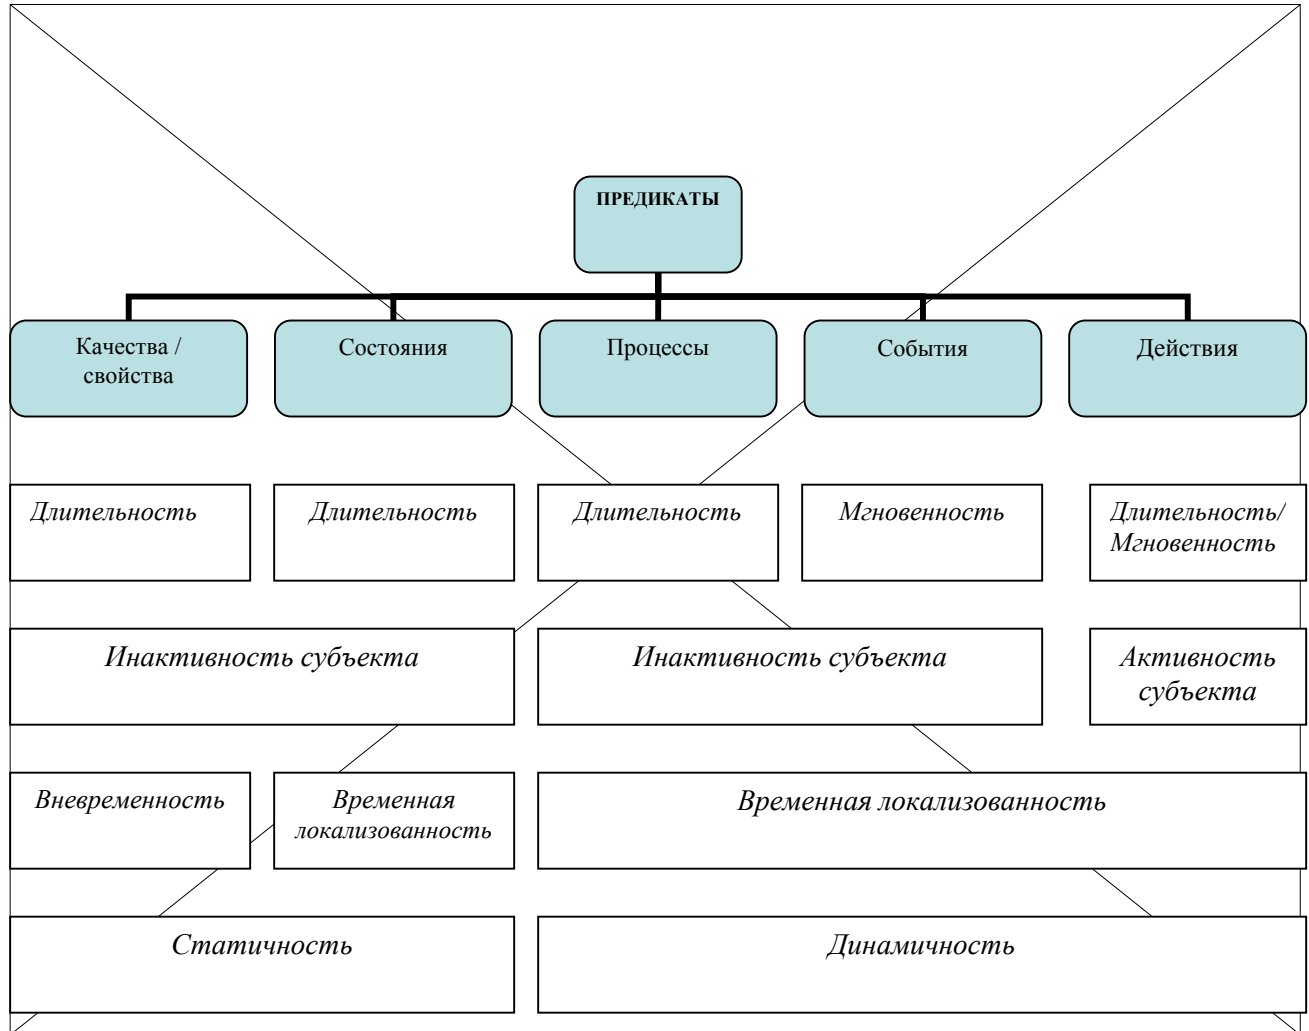 ПРЕДИКАТЫ
Качества /
свойства
Состояния
Процессы
События
Действия
Длительность
Длительность
Длительность
Мгновенность
Длительность/
Мгновенность
Инактивность субъекта
Инактивность субъекта
Активность
субъекта
Вневременность
Временная
локализованность
Временная локализованность
Статичность
Динамичность